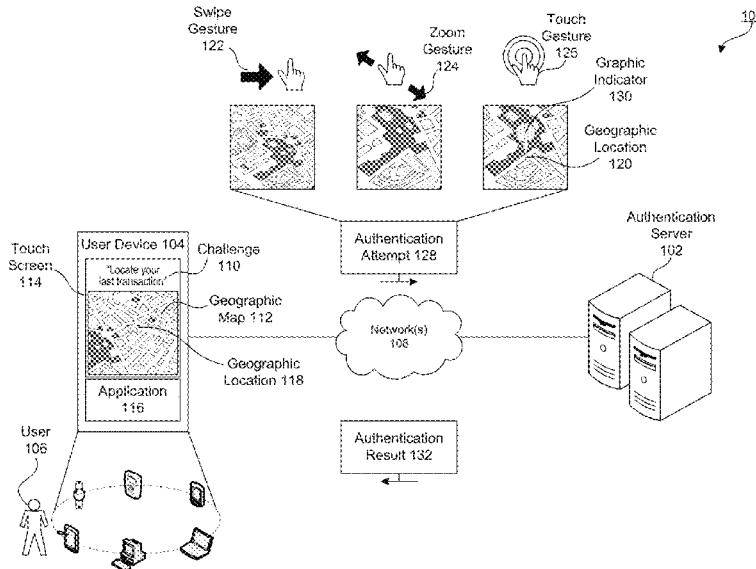 10
Swipe
Gesture
122
Zoom
Gesture
124
Touch
Gesture
126
Graphic
Indicator
130
Geographic
Location
120
User Device 104
Touch
Screen
114
"Locate your
last transaction"
Challenge
110
Geographic
Map 112
Geographic
Location 118
Application
116
Authentication
Attempt 128
Authentication
Server
102
Network(s)
108
User
106
Authentication
Result 132